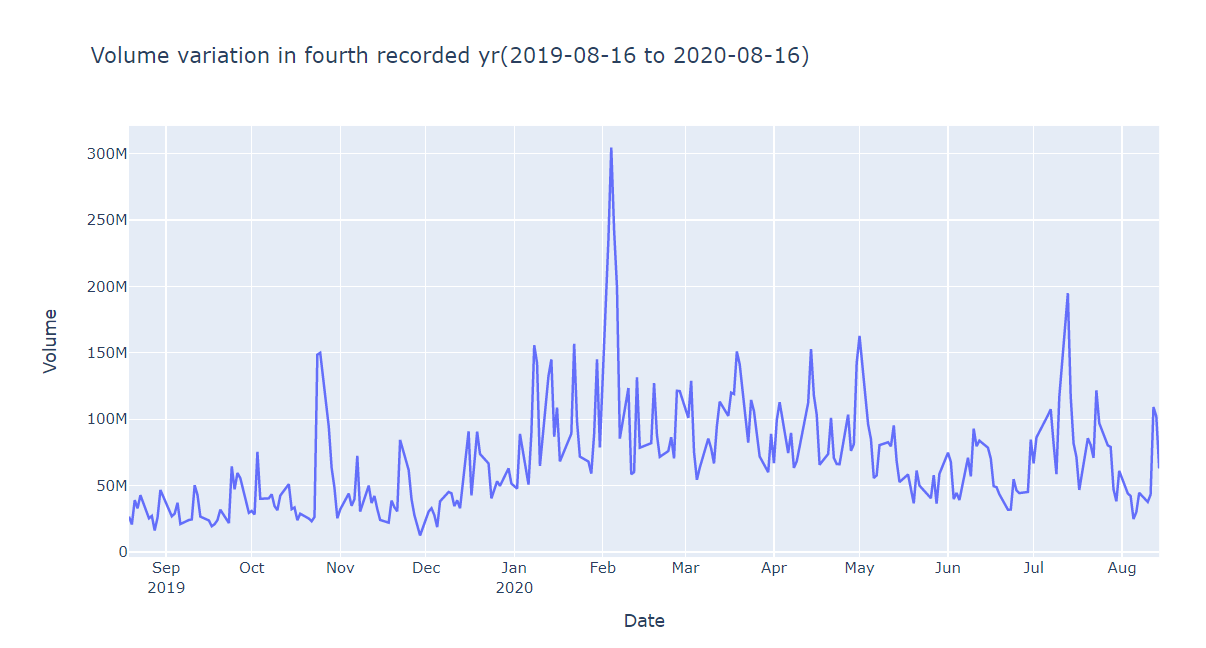 Volume variation in fourth recorded yr(2019-08-16 to 2020-08-16)
300M
250M
200M
150M
100M
50M
0
Volume
Sep Oct Nov Dec Jan Feb Mar Apr May Jun Jul Aug
2019 2020
Date